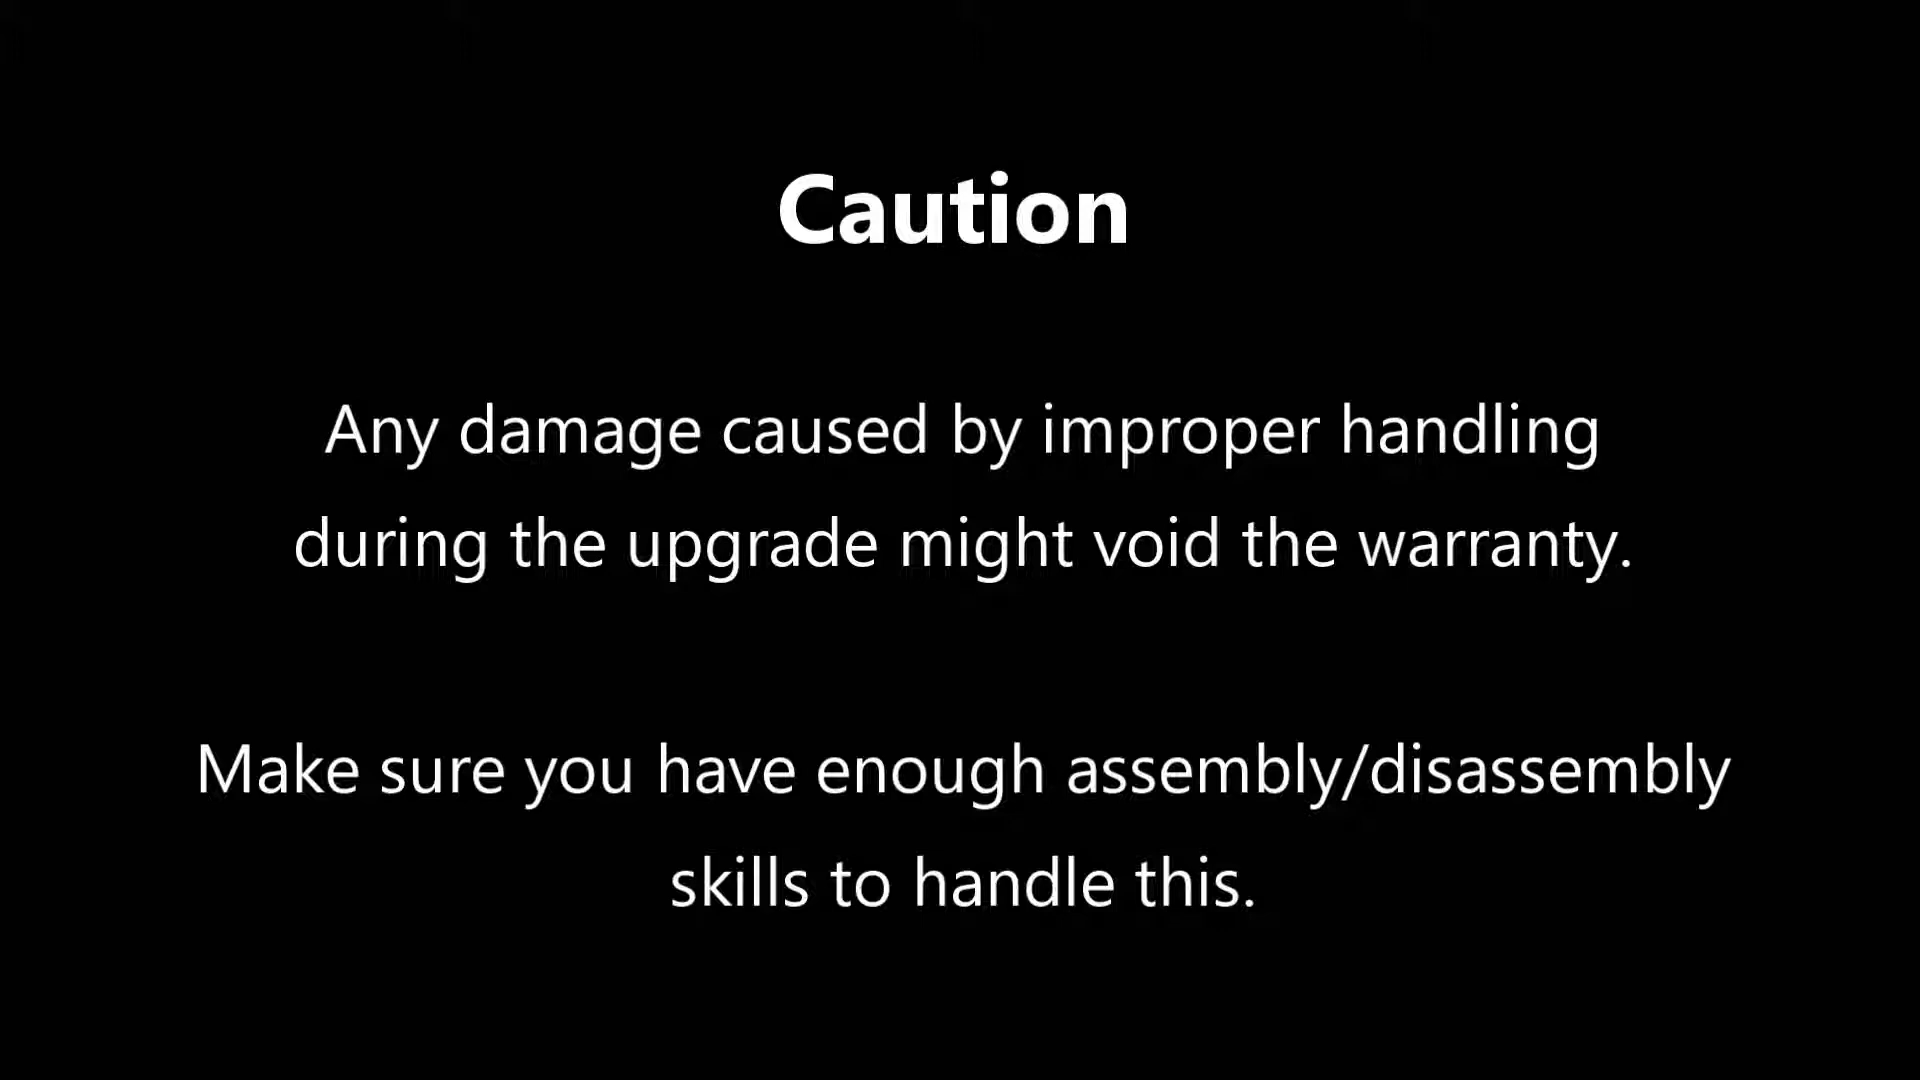 Caution
Any damage caused by improper handling
during the upgrade might void the warranty.
Make sure you have enough assembly/disassembly
skills to handle this.